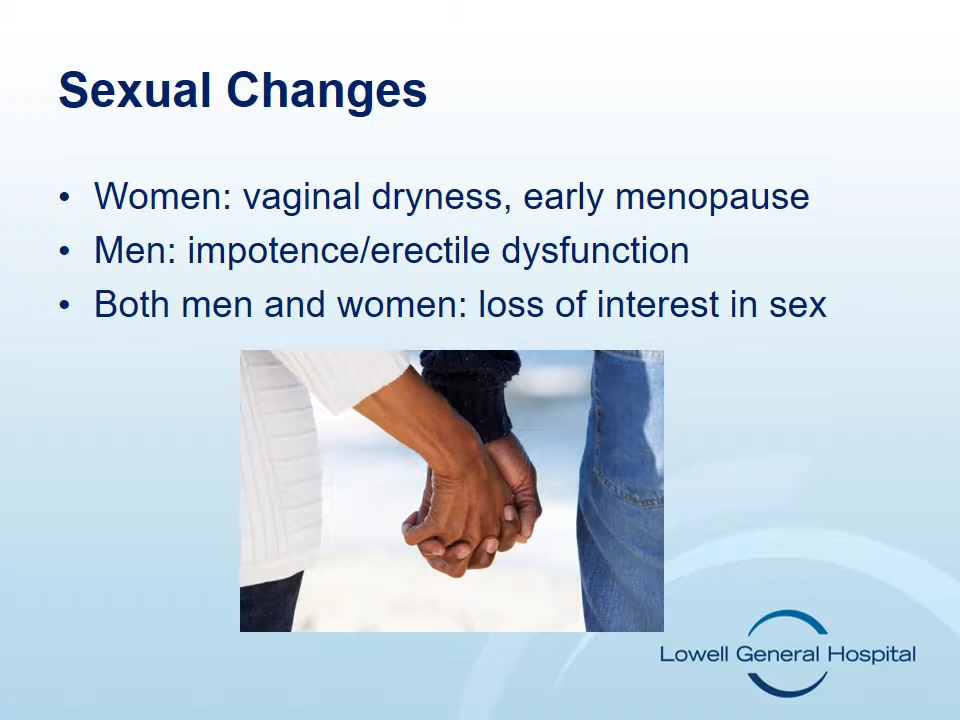 Sexual Changes
• Women: vaginal dryness, early menopause
• Men: impotence/erectile dysfunction
• Both men and women: loss of interest in sex
Lowell General Hospital